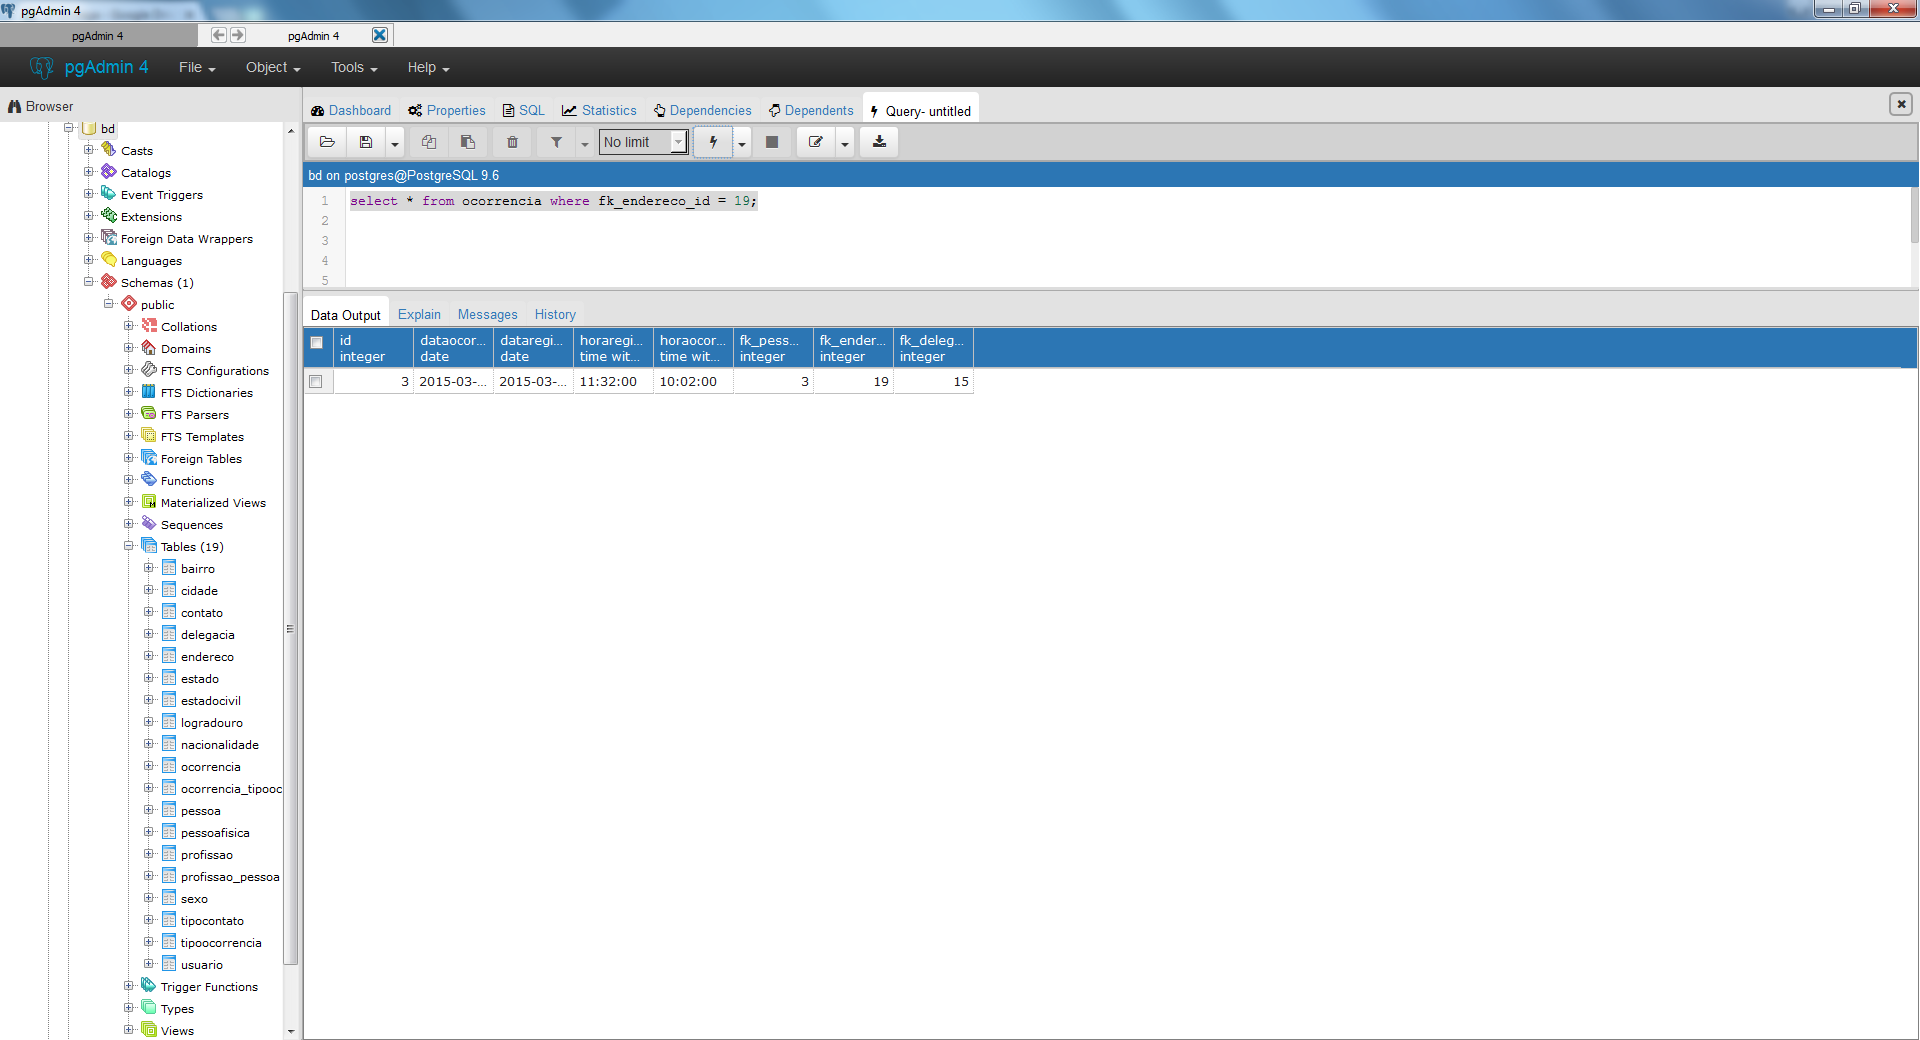 pgAdmin 4
pgAdmin 4
pgAdmin 4
pgAdmin 4 File Object Tools Help
Browser
bd
Casts
Catalogs
Event Triggers
Extensions
Foreign Data Wrappers
Languages
Schemas (1)
public
Collations
Domains
FTS Configurations
FTS Dictionaries
FTS Parsers
FTS Templates
Foreign Tables
Functions
Materialized Views
Sequences
Tables (19)
bairro
cidade
contato
delegacia
endereco
estado
estadocivil
logradouro
nacionalidade
ocorrencia
ocorrencia_tipooc
pessoa
pessoafisica
profissao
profissao_pessoa
sexo
tipocontato
tipoocorrencia
usuario
Trigger Functions
Types
Views
Dashboard Properties SQL Statistics Dependencies Dependents Query- untitled
No limit
bd on postgres@PostgreSQL 9.6
1 select * from ocorrencia where fk_endereco_id = 19;
2
3
4
5
Data Output Explain Messages History
id dataocor... dataregi... horaregi... horaocor... fk_pess... fk_ender... fk_deleg...
integer date date time wit... time wit... integer integer integer
3 2015-03-... 2015-03-... 11:32:00 10:02:00 3 19 15